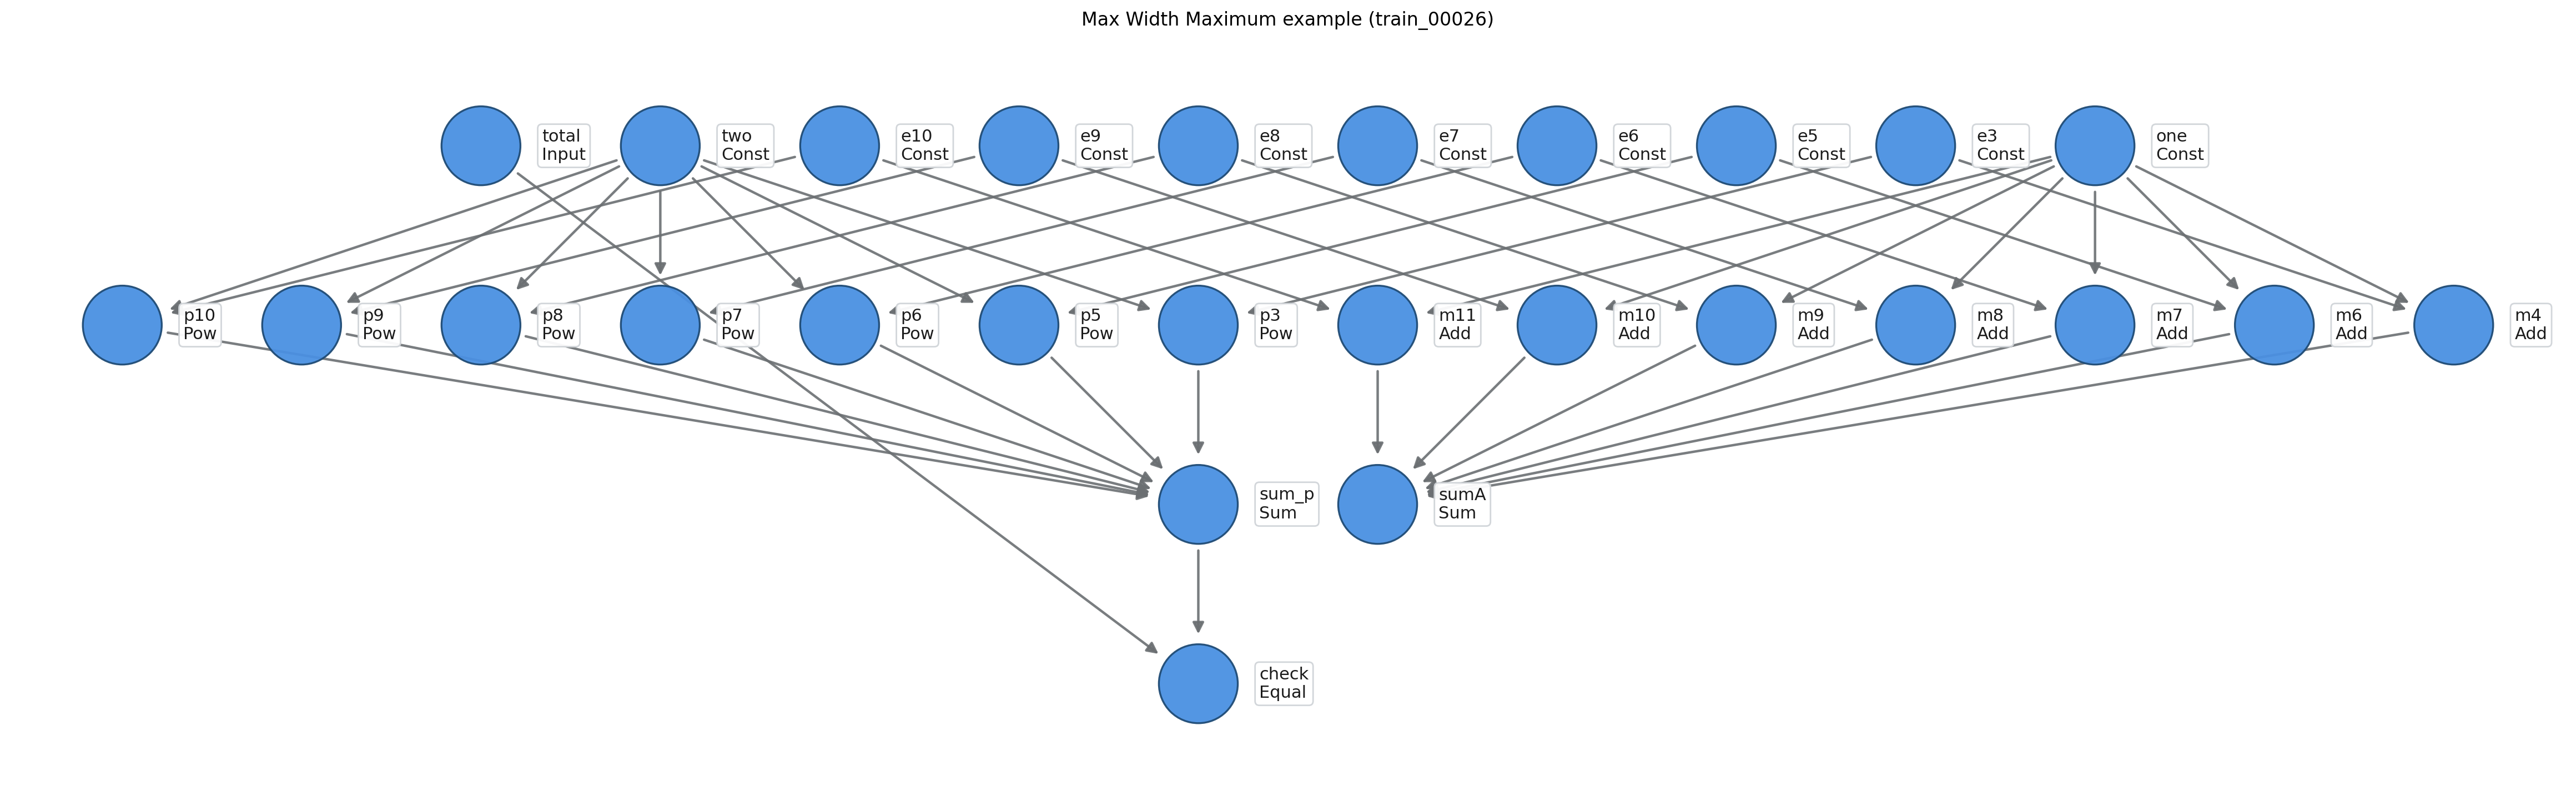 Max Width Maximum example (train_00026)
total
Input
two
Const
e10
Const
e9
Const
e8
Const
e7
Const
e6
Const
e5
Const
e3
Const
one
Const
p10
Pow
p9
Pow
p8
Pow
p7
Pow
p6
Pow
p5
Pow
p3
Pow
m11
Add
m10
Add
m9
Add
m8
Add
m7
Add
m6
Add
m4
Add
sum_p
Sum
sumA
Sum
check
Equal